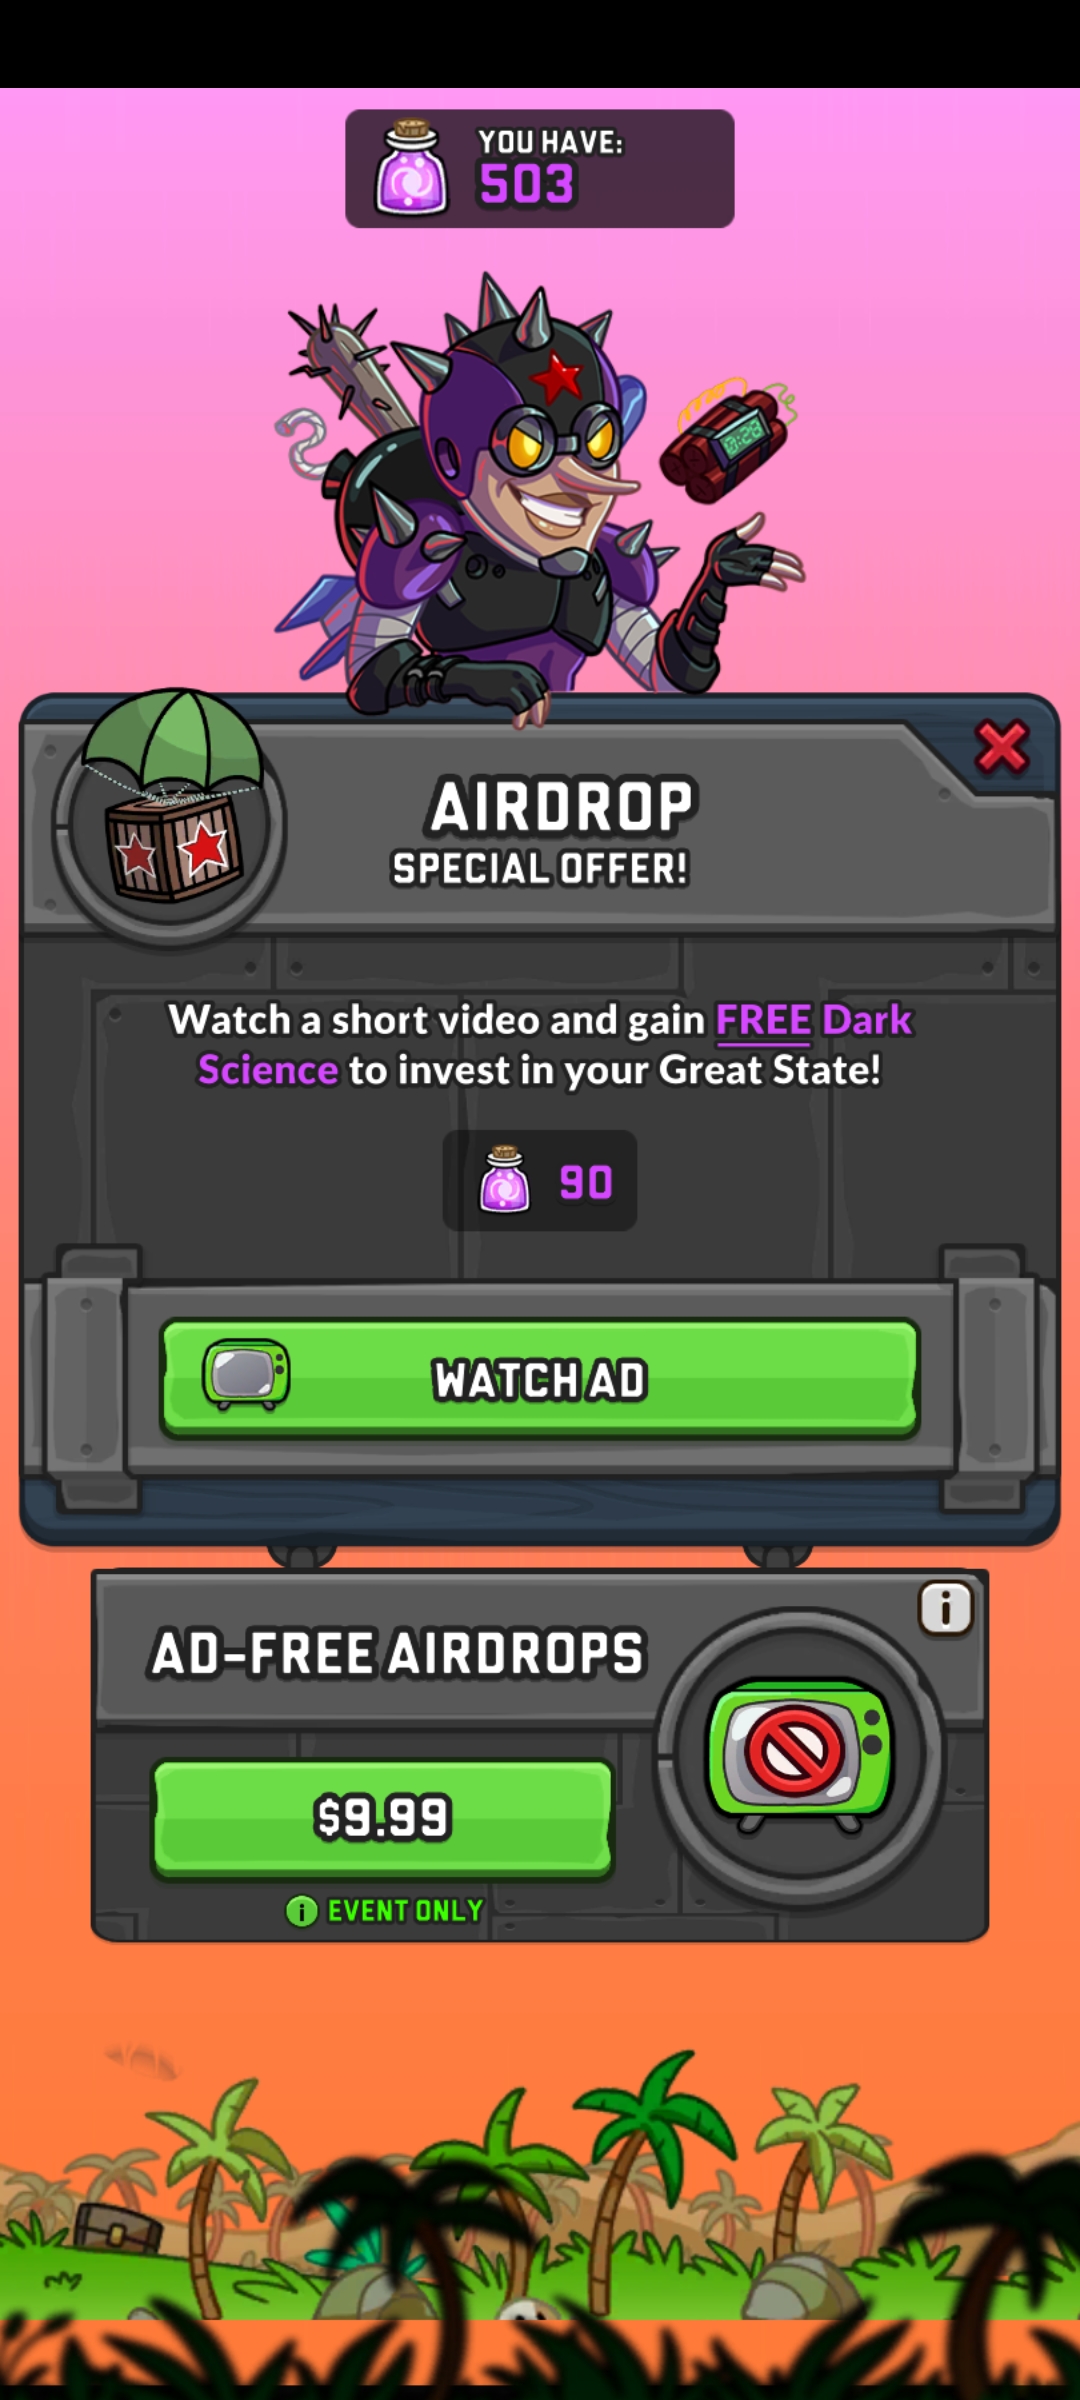 YOU HAVE:
503
0:28
AIRDROP
SPECIAL OFFER!
Watch a short video and gain FREE Dark
Science to invest in your Great State!
90
WATCH AD
AD-FREE AIRDROPS
$9.99
EVENT ONLY